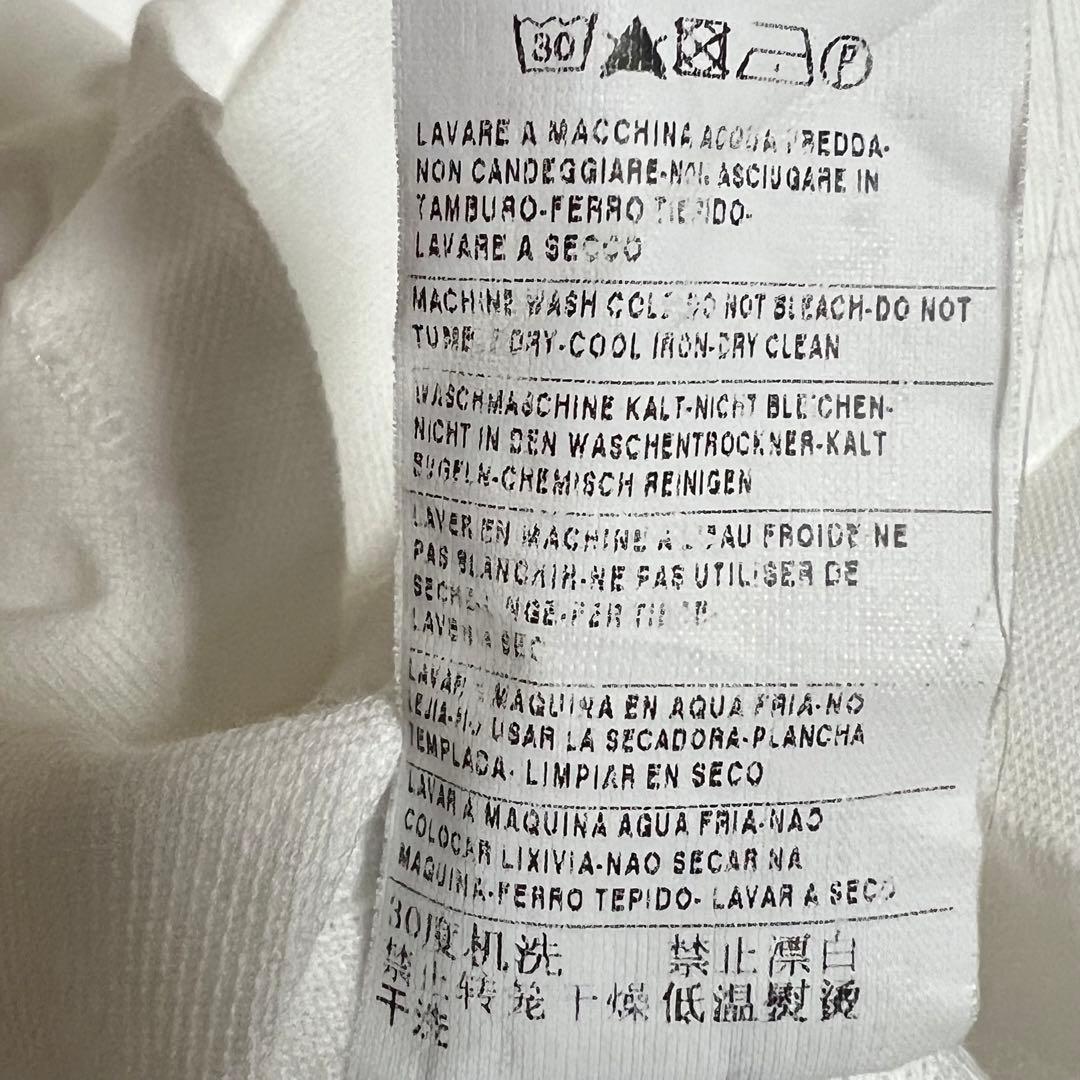 30 P
LAVARE A MACCHINA ACQUA FREDDA-
NON CANDEGGIARE-NON ASCIUGARE IN
TAMBURO-FERRO TIEPIDO-
LAVARE A SECCO
MACHINE WASH COLD DO NOT BLEACH-DO NOT
TUMBLE DRY-COOL IRON-DRY CLEAN
WASCHMASCHINE KALT-NICHT BLEICHEN-
NICHT IN DEN WASCHENTROCKNER-KALT
BUGELN-CHEMISCH REINIGEN
LAVER EN MACHINE A L'EAU FROIDE NE
PAS BLANCHIR-NE PAS UTILISER DE
LAVER A SEC
LAVAR A MAQUINA EN AQUA FRIA-NO
LEJIA-NO USAR LA SECADORA-PLANCHA
TEMPLADA- LIMPIAR EN SECO
LAVAR A MAQUINA AGUA FRIA-NAO
COLOCAR LIXIVIA-NAO SECAR NA
MAQUINA-FERRO TEPIDO- LAVAR A SECO
30度机洗 禁止漂白
禁止转笼干燥低温熨烫
干洗